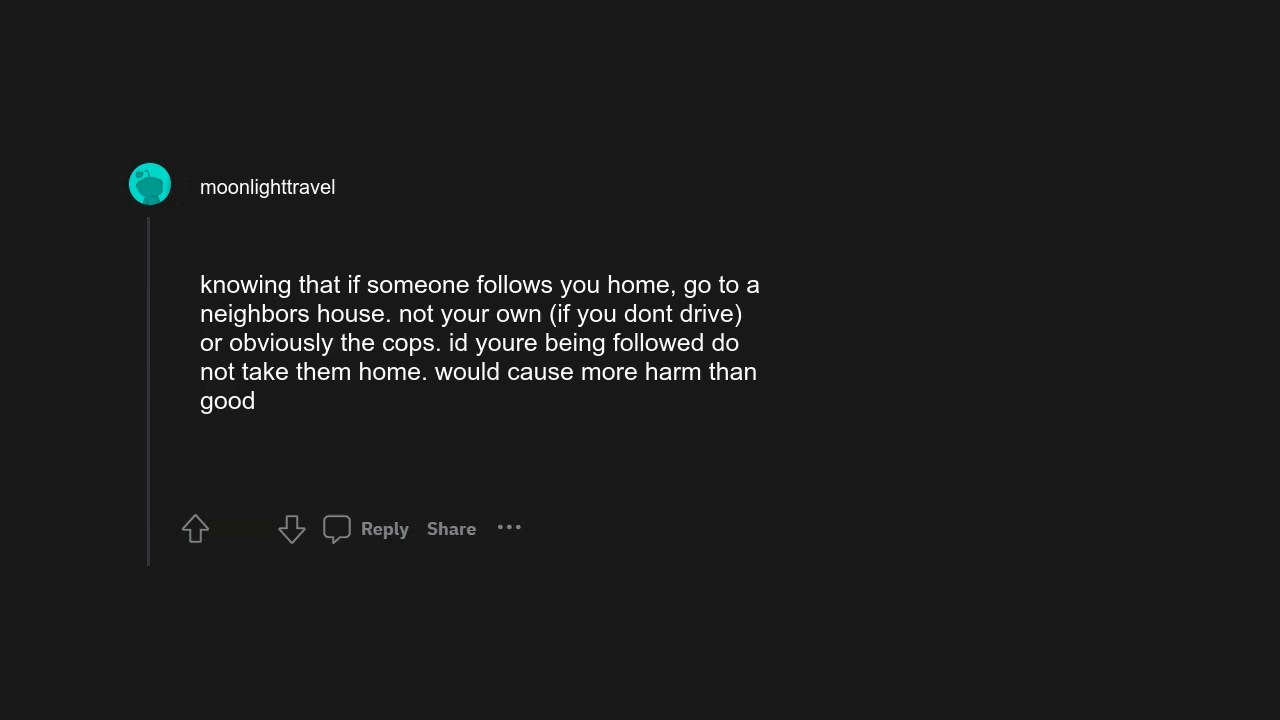 moonlighttravel
knowing that if someone follows you home, go to a
neighbors house. not your own (if you dont drive)
or obviously the cops. id youre being followed do
not take them home. would cause more harm than
good
Reply Share